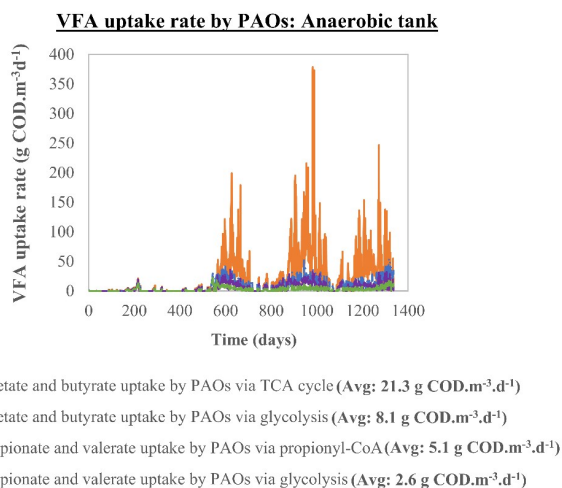 VFA uptake rate by PAOs: Anaerobic tank
VFA uptake rate (g COD.m-3d-1)
400
350
300
250
200
150
100
50
0
0 200 400 600 800 1000 1200 1400
Time (days)
etate and butyrate uptake by PAOs via TCA cycle (Avg: 21.3 g COD.m-3.d-1)
etate and butyrate uptake by PAOs via glycolysis (Avg: 8.1 g COD.m-3.d-1)
pionate and valerate uptake by PAOs via propionyl-CoA (Avg: 5.1 g COD.m-3.d-1)
pionate and valerate uptake by PAOs via glycolysis (Avg: 2.6 g COD.m-3.d-1)